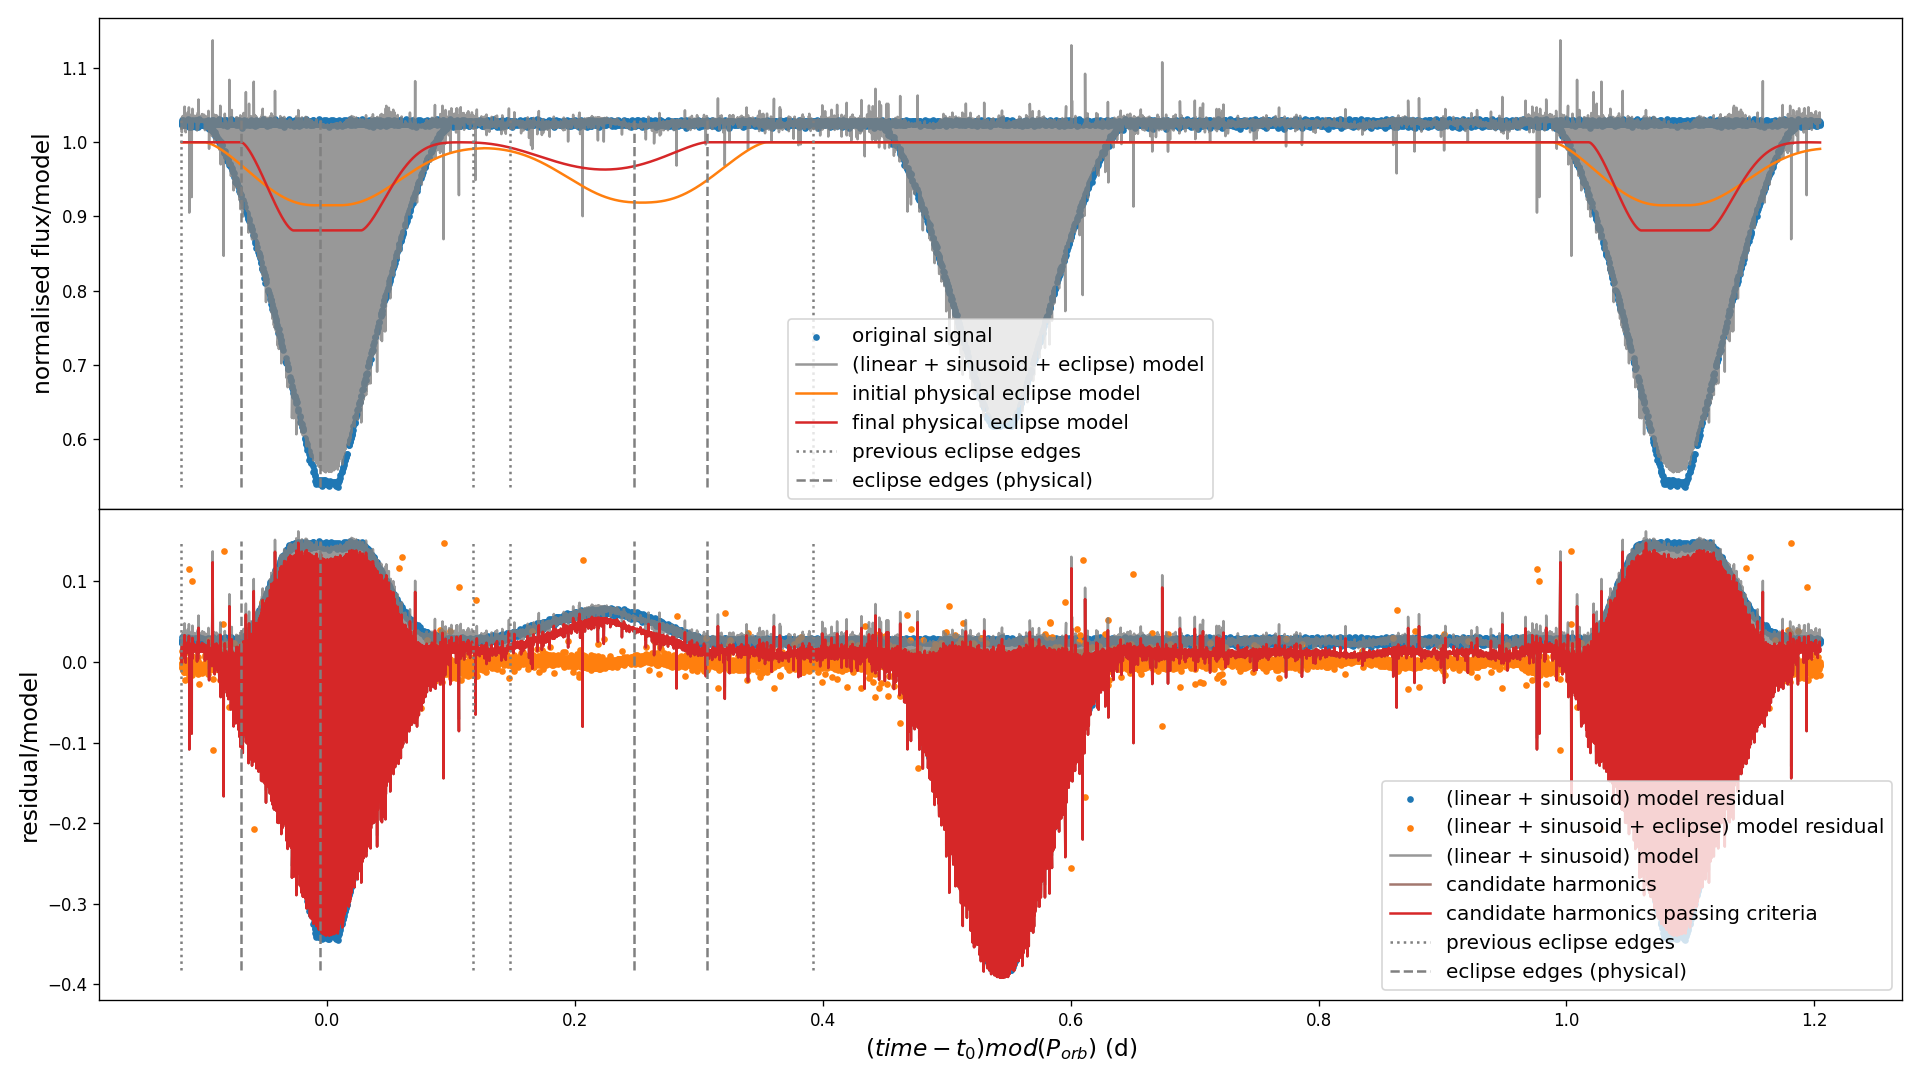 normalised flux/model
1.1
1.0
0.9
0.8
0.7
0.6
original signal
(linear + sinusoid + eclipse) model
initial physical eclipse model
final physical eclipse model
previous eclipse edges
eclipse edges (physical)
residual/model
0.1
0.0
−0.1
−0.2
−0.3
−0.4
(linear + sinusoid) model residual
(linear + sinusoid + eclipse) model residual
(linear + sinusoid) model
candidate harmonics
candidate harmonics passing criteria
previous eclipse edges
eclipse edges (physical)
0.0 0.2 0.4 0.6 0.8 1.0 1.2
(time − t₀)mod(Pₒᵣb) (d)